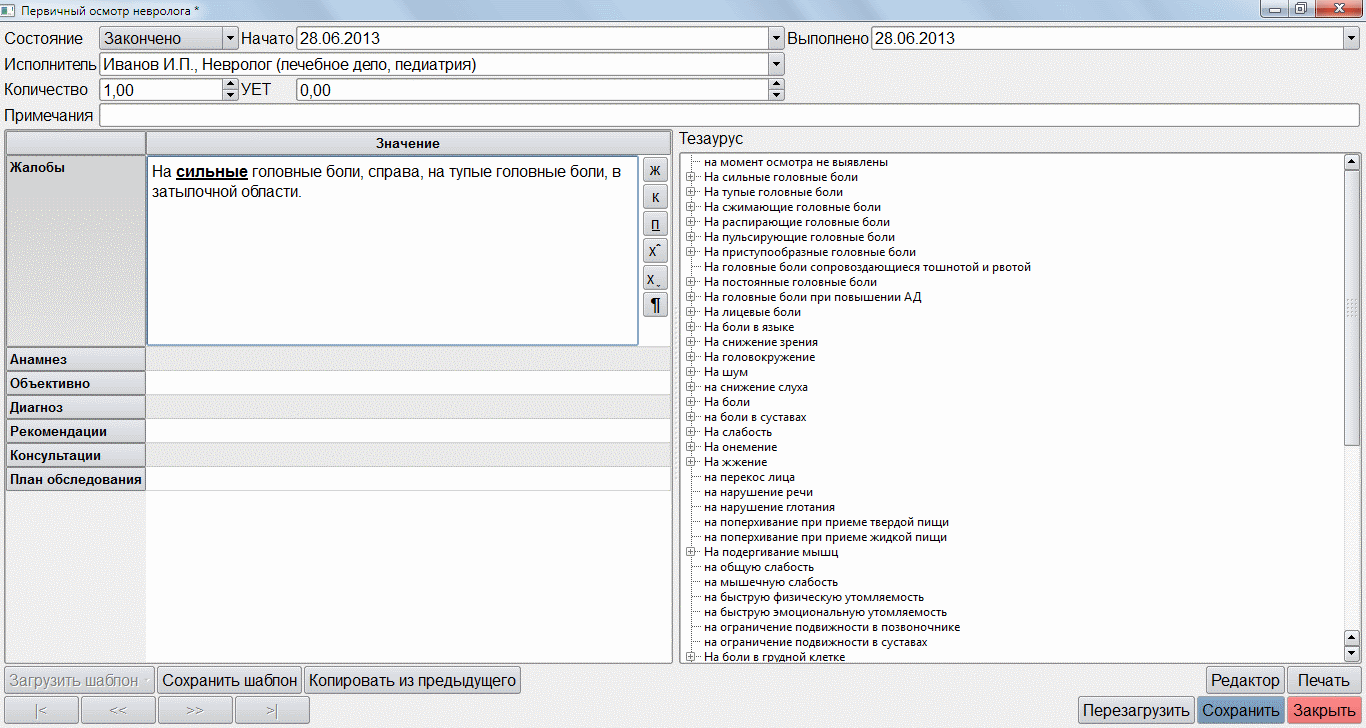 Первичный осмотр невролога *
Состояние Закончено Начато 28.06.2013 Выполнено 28.06.2013
Исполнитель Иванов И.П., Невролог (лечебное дело, педиатрия)
Количество 1,00 УЕТ 0,00
Примечания
Значение
Жалобы
На сильные головные боли, справа, на тупые головные боли, в
затылочной области.
ж
к
п
x^
x˯
¶
Анамнез
Объективно
Диагноз
Рекомендации
Консультации
План обследования
Тезаурус
на момент осмотра не выявлены
На сильные головные боли
На тупые головные боли
На сжимающие головные боли
На распирающие головные боли
На пульсирующие головные боли
На приступообразные головные боли
На головные боли сопровоздающиеся тошнотой и рвотой
На постоянные головные боли
На головные боли при повышении АД
На лицевые боли
На боли в языке
На снижение зрения
На головокружение
На шум
на снижение слуха
На боли
на боли в суставах
На слабость
На онемение
На жжение
на перекос лица
на нарушение речи
на нарушение глотания
на поперхивание при приеме твердой пищи
на поперхивание при приеме жидкой пищи
На подергивание мышц
на общую слабость
на мышечную слабость
на быструю физическую утомляемость
на быструю эмоциональную утомляемость
на ограничение подвижности в позвоночнике
на ограничение подвижности в суставах
На боли в грудной клетке
Загрузить шаблон Сохранить шаблон Копировать из предыдущего Редактор Печать
|< << >> >| Перезагрузить Сохранить Закрыть